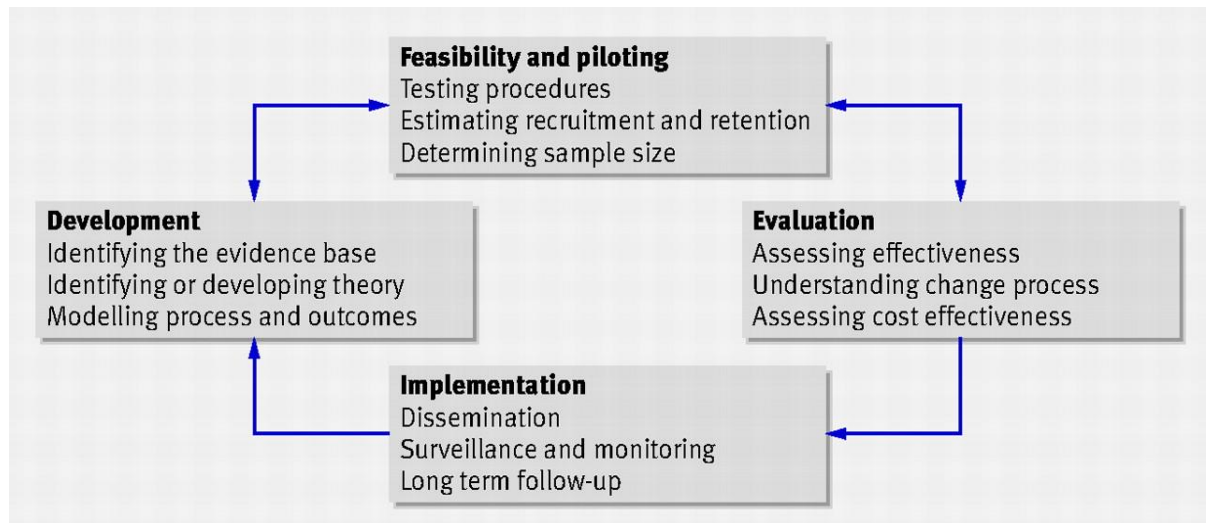 Feasibility and piloting
Testing procedures
Estimating recruitment and retention
Determining sample size
Development
Identifying the evidence base
Identifying or developing theory
Modelling process and outcomes
Evaluation
Assessing effectiveness
Understanding change process
Assessing cost effectiveness
Implementation
Dissemination
Surveillance and monitoring
Long term follow-up